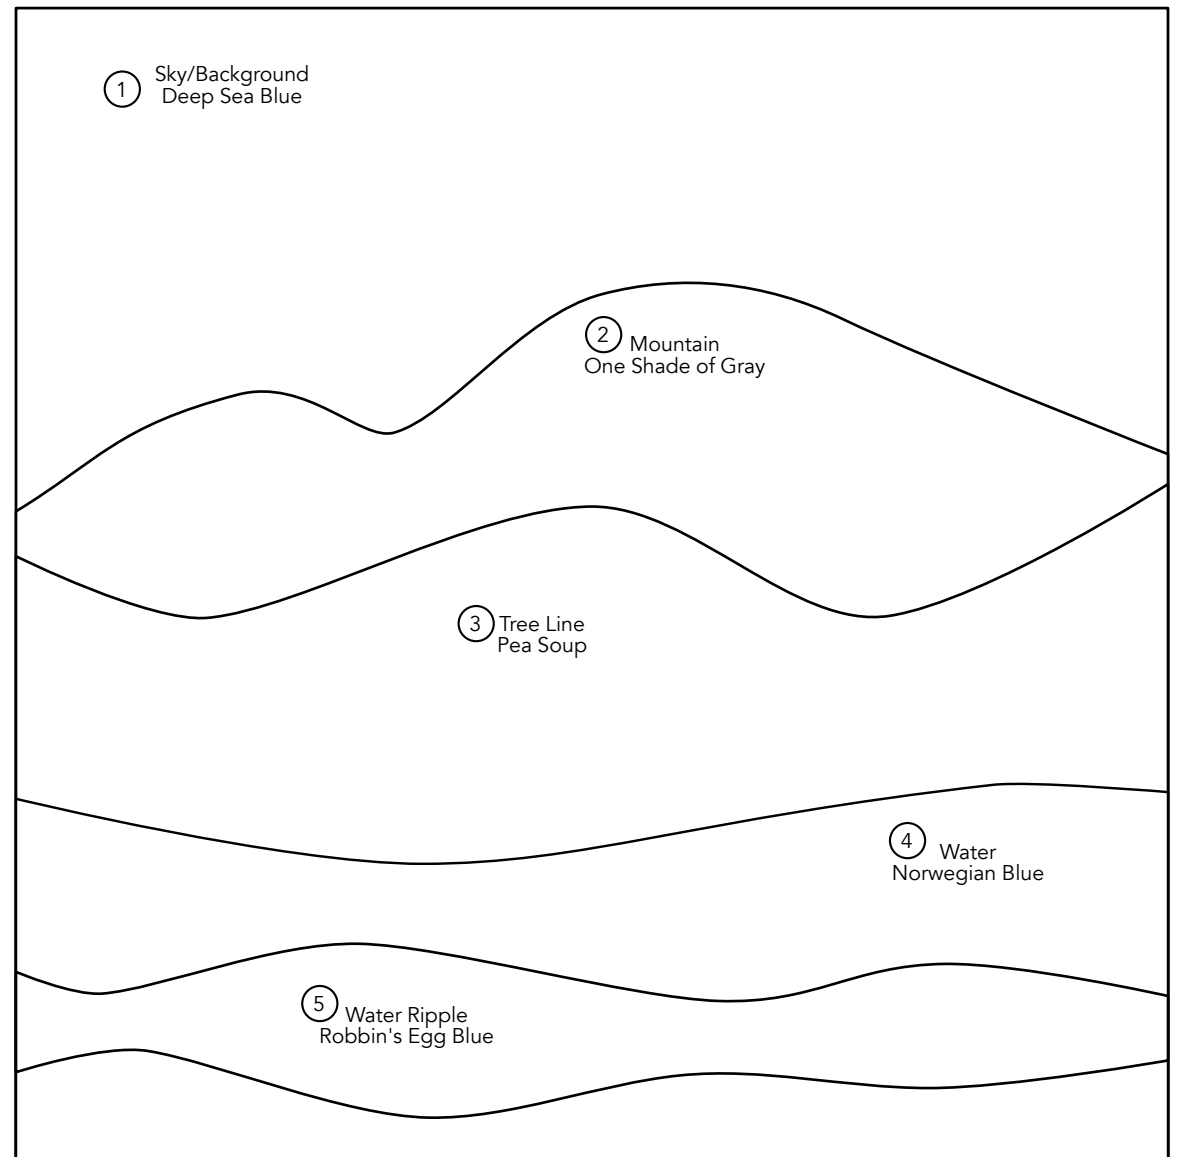 1
Sky/Background
Deep Sea Blue
2
Mountain
One Shade of Gray
3
Tree Line
Pea Soup
4
Water
Norwegian Blue
5
Water Ripple
Robbin's Egg Blue